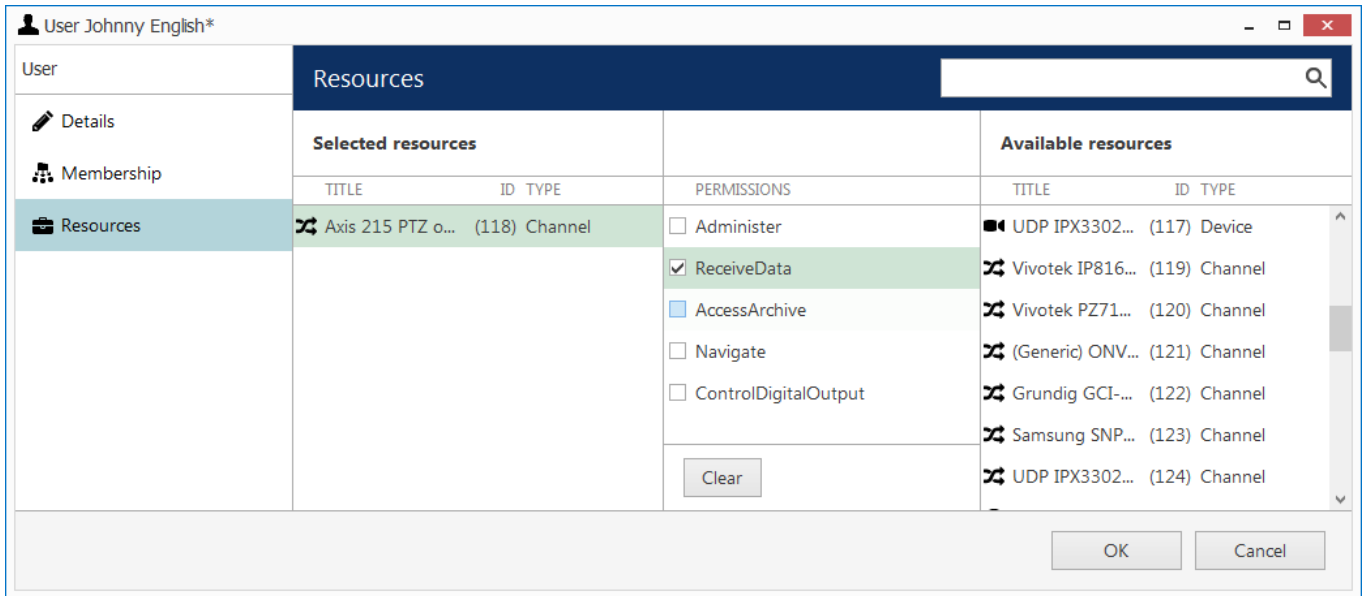 User Johnny English*
User
Resources
Details
Membership
Resources
Selected resources
Available resources
TITLE ID TYPE
PERMISSIONS
TITLE ID TYPE
Axis 215 PTZ o... (118) Channel
Administer
ReceiveData
AccessArchive
Navigate
ControlDigitalOutput
Clear
UDP IPX3302... (117) Device
Vivotek IP816... (119) Channel
Vivotek PZ71... (120) Channel
(Generic) ONV... (121) Channel
Grundig GCI-... (122) Channel
Samsung SNP... (123) Channel
UDP IPX3302... (124) Channel
OK
Cancel